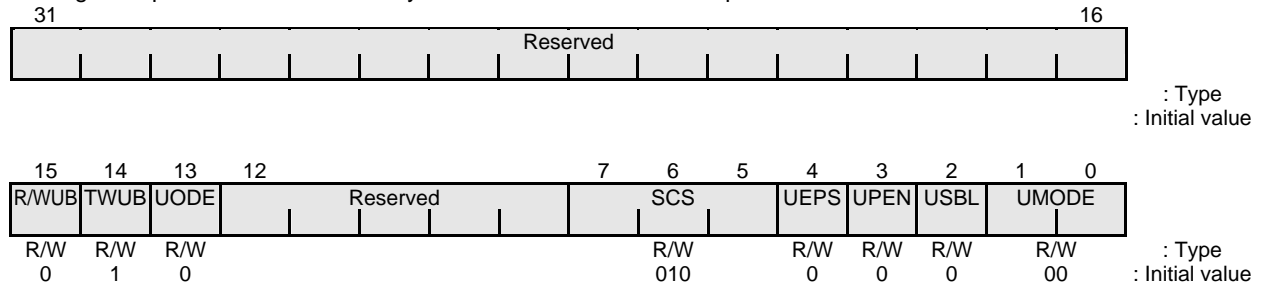 31 16
Reserved
: Type
: Initial value
15 14 13 12 7 6 5 4 3 2 1 0
R/WUB TWUB UODE Reserved SCS UEPS UPEN USBL UMODE
R/W R/W R/W R/W R/W R/W R/W R/W : Type
0 1 0 010 0 0 0 00 : Initial value